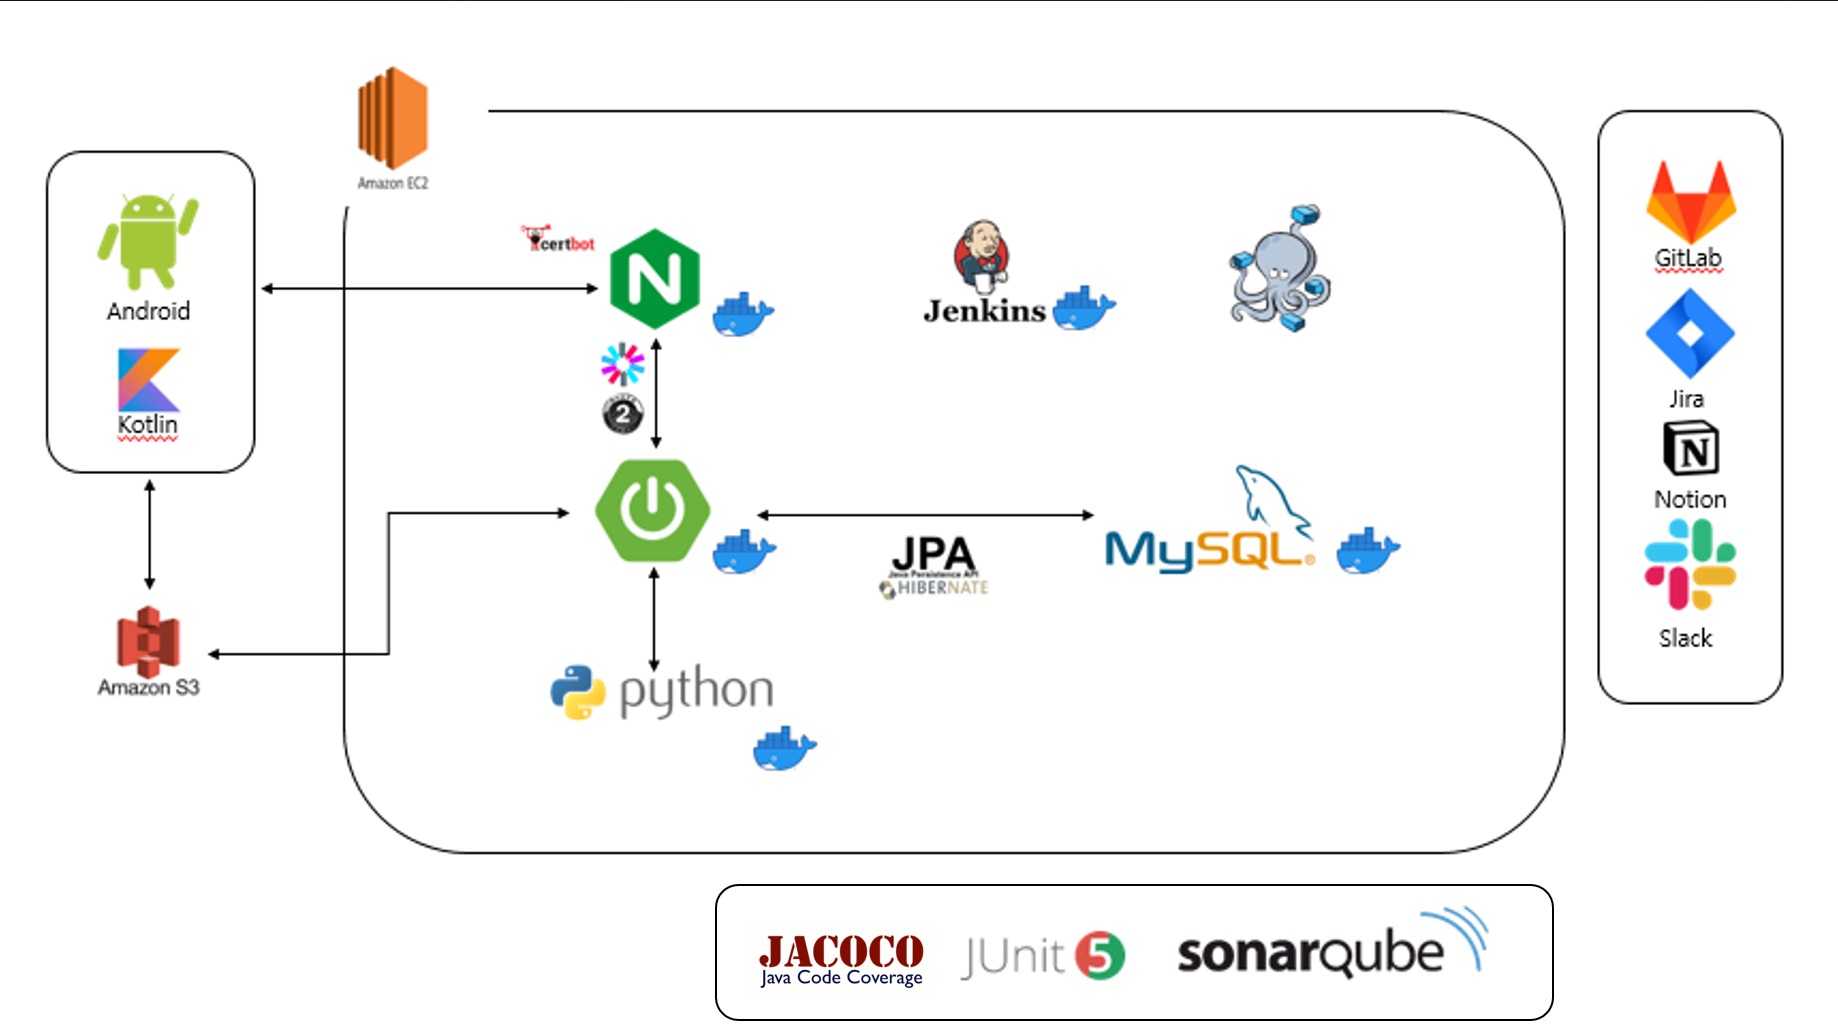 Amazon EC2
Android
Kotlin
Amazon S3
certbot
N
2
Jenkins
JPA
Java Persistence API
HIBERNATE
MySQL®
python
GitLab
Jira
N
Notion
Slack
JACOCO
Java Code Coverage
JUnit 5
sonarqube